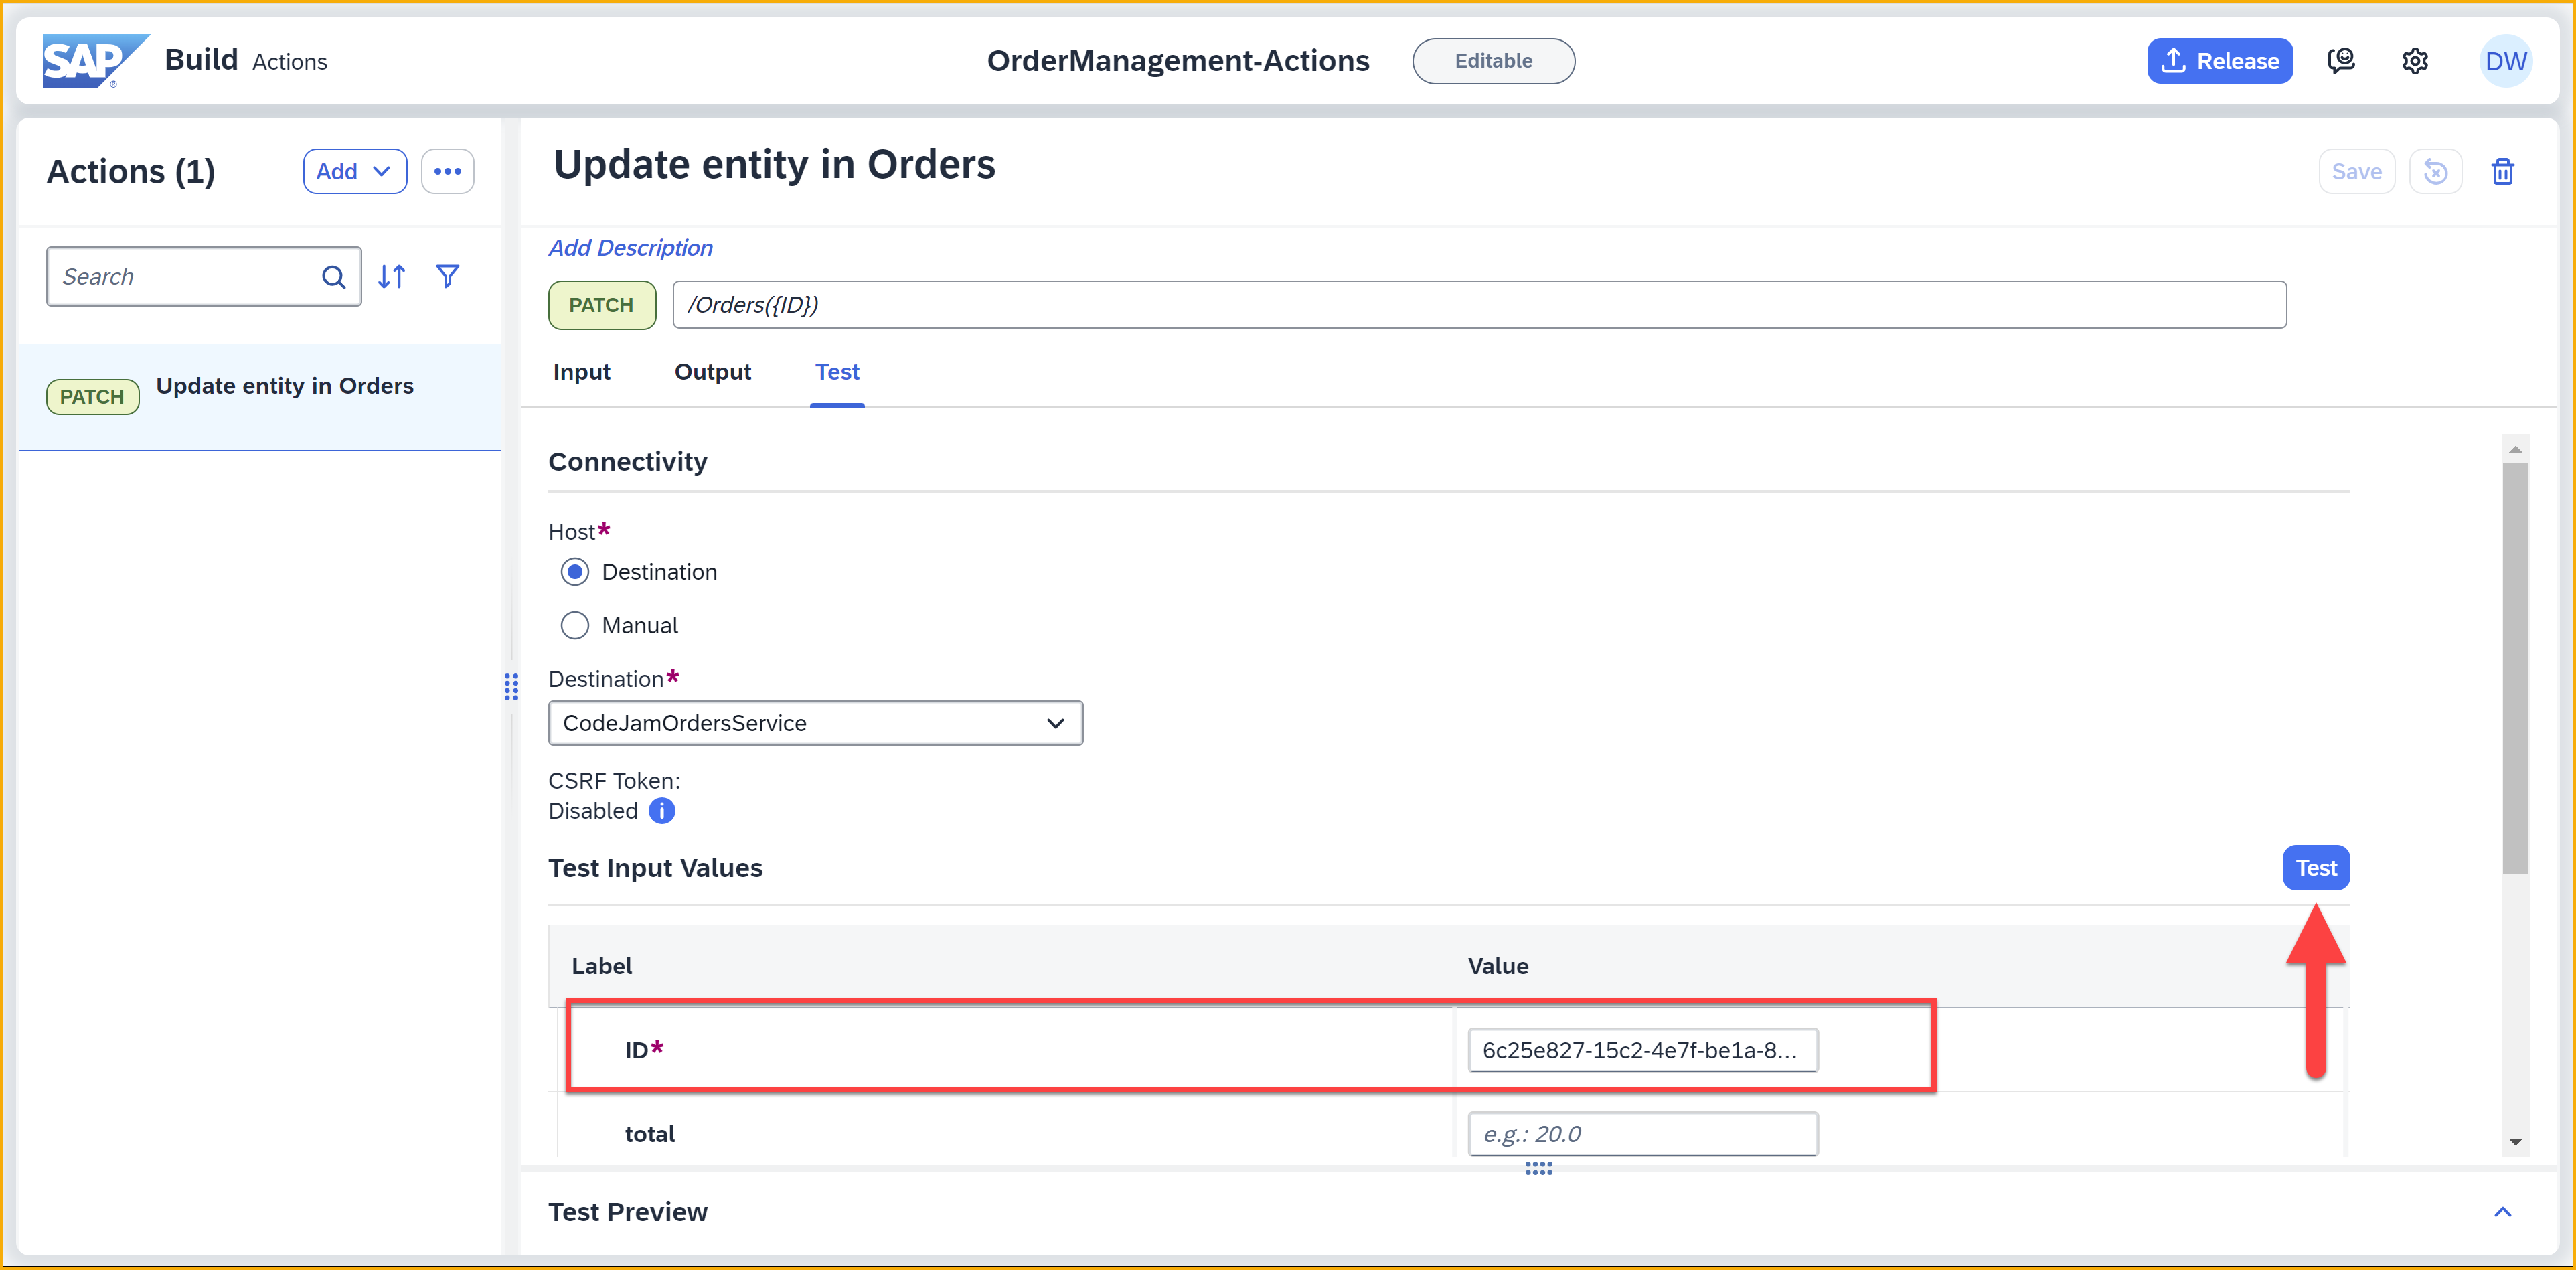 SAP ® Build Actions OrderManagement-Actions Editable Release DW
Actions (1) Add
Search
PATCH Update entity in Orders
Update entity in Orders Save
Add Description
PATCH /Orders({ID})
Input Output Test
Connectivity
Host*
Destination
Manual
Destination*
CodeJamOrdersService
CSRF Token:
Disabled
Test Input Values Test
Label Value
ID* 6c25e827-15c2-4e7f-be1a-8...
total e.g.: 20.0
Test Preview